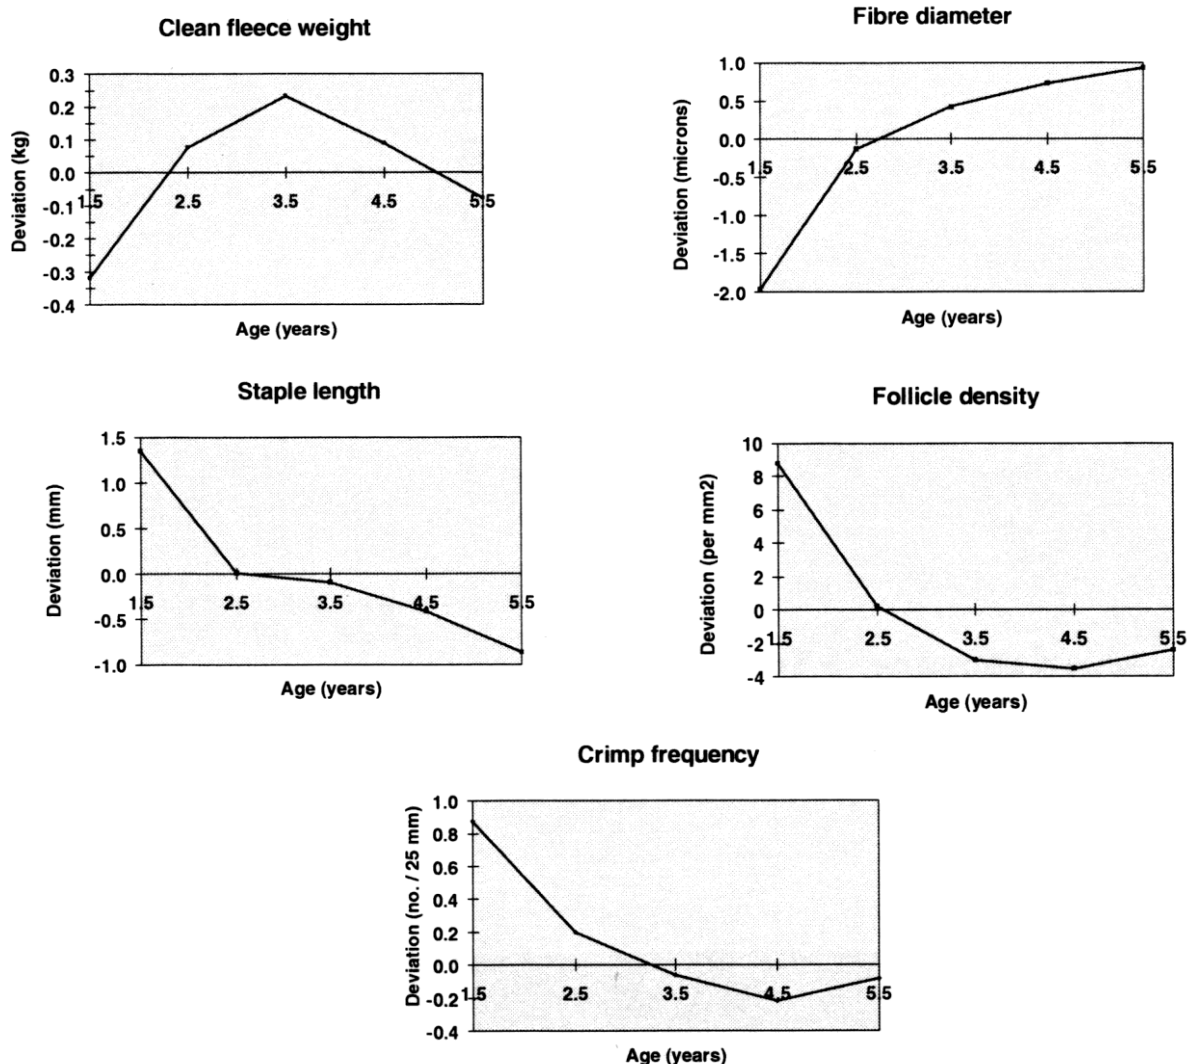 Clean fleece weight
0.3
0.2
0.1
0.0
-0.1
-0.2
-0.3
-0.4
1.5 2.5 3.5 4.5 5.5
Deviation (kg)
Age (years)
Fibre diameter
1.0
0.5
0.0
-0.5
-1.0
-1.5
-2.0
1.5 2.5 3.5 4.5 5.5
Deviation (microns)
Age (years)
Staple length
1.5
1.0
0.5
0.0
-0.5
-1.0
1.5 2.5 3.5 4.5 5.5
Deviation (mm)
Age (years)
Follicle density
10
8
6
4
2
0
-2
-4
1.5 2.5 3.5 4.5 5.5
Deviation (per mm2)
Age (years)
Crimp frequency
1.0
0.8
0.6
0.4
0.2
0.0
-0.2
-0.4
1.5 2.5 3.5 4.5 5.5
Deviation (no. / 25 mm)
Age (years)